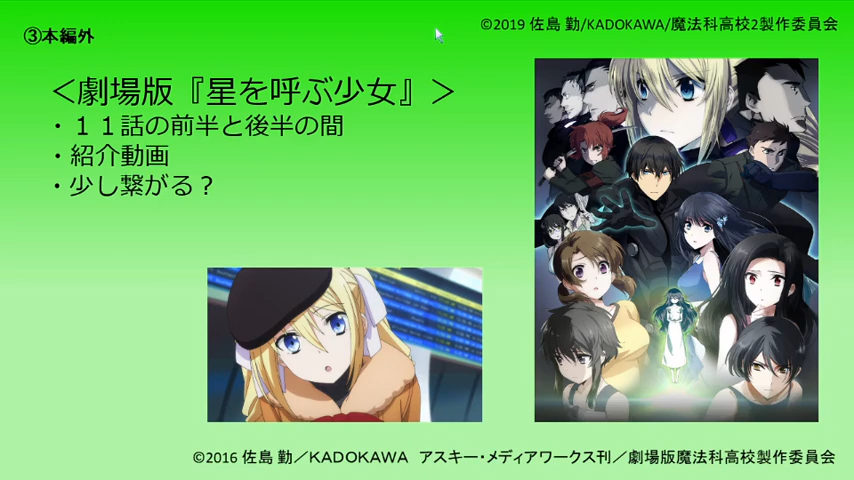 ③本編外
©2019 佐島 勤/KADOKAWA/魔法科高校2製作委員会
＜劇場版『星を呼ぶ少女』＞
・１１話の前半と後半の間
・紹介動画
・少し繋がる？
©2016 佐島 勤／KADOKAWA アスキー・メディアワークス刊／劇場版魔法科高校製作委員会